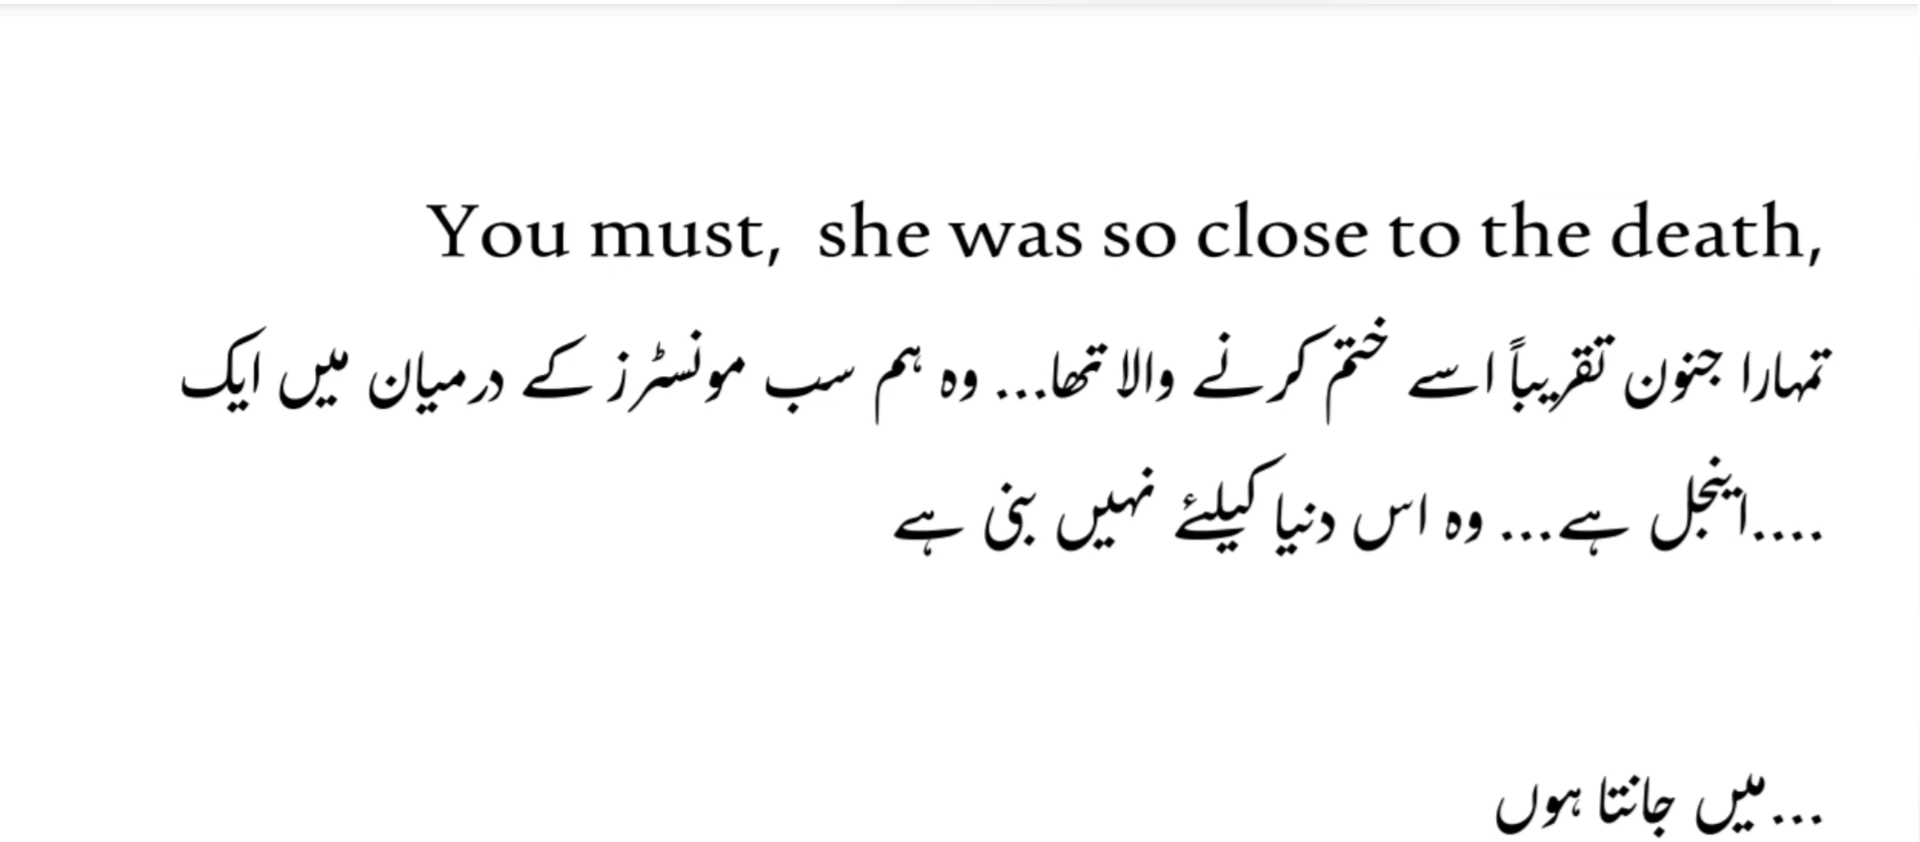 You must,  she was so close to the death,
تمہارا جنون تقریباً اسے ختم کرنے والا تھا... وہ ہم سب مونسٹرز کے درمیان میں ایک
....اینجل ہے... وہ اس دنیا کیلئے نہیں بنی ہے
...میں جانتا ہوں